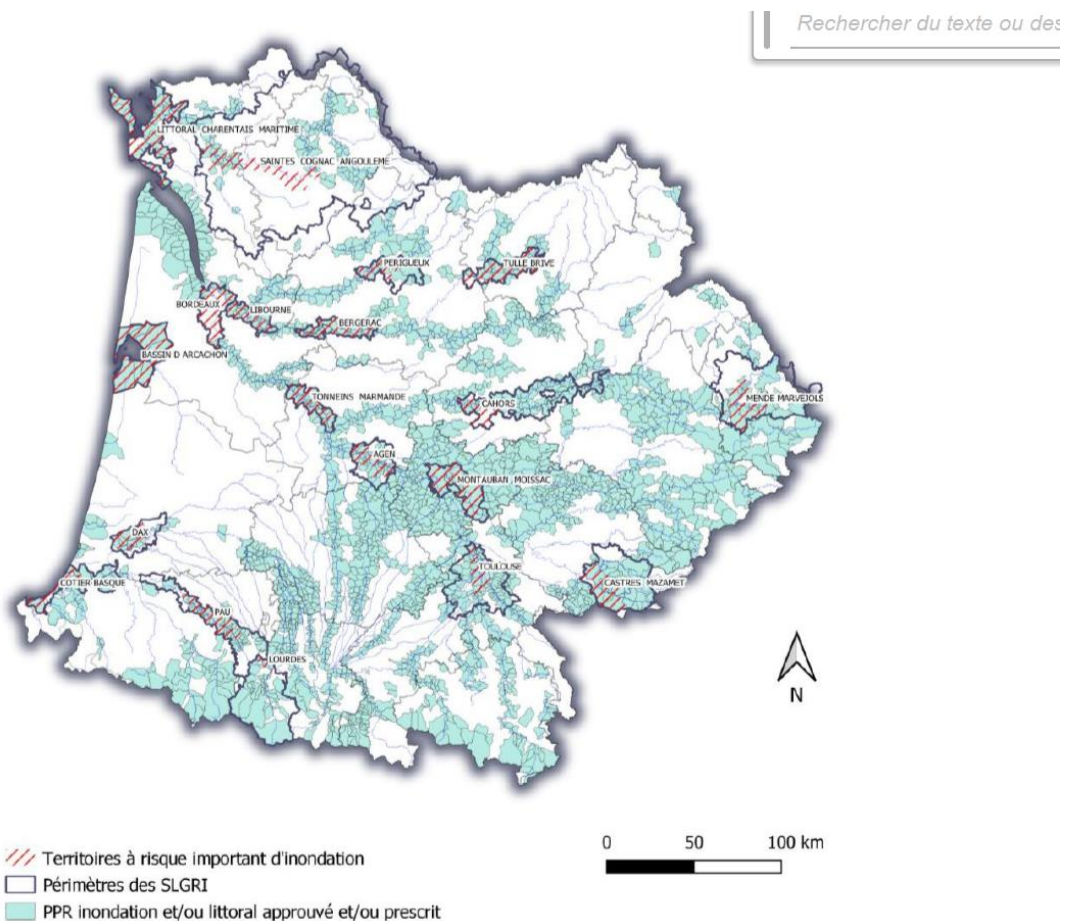 Rechercher du texte ou des
LITTORAL CHARENTAIS MARITIME
SAINTES COGNAC ANGOULEME
PERIGUEUX
TULLE BRIVE
BORDEAUX
LIBOURNE
BERGERAC
BASSIN D ARCACHON
TONNEINS MARMANDE
CAHORS
MENDE MARVEJOLS
AGEN
MONTAUBAN MOISSAC
DAX
TOULOUSE
COTIER BASQUE
CASTRES MAZAMET
PAU
LOURDES
N
0 50 100 km
Territoires à risque important d'inondation
Périmètres des SLGRI
PPR inondation et/ou littoral approuvé et/ou prescrit